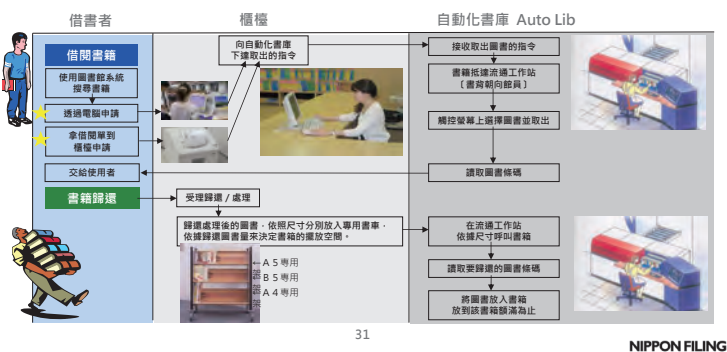 借書者
櫃檯
自動化書庫 Auto Lib
借閱書籍
使用圖書館系統
搜尋書籍
透過電腦申請
拿借閱單到
櫃檯申請
交給使用者
書籍歸還
向自動化書庫
下達取出的指令
受理歸還 / 處理
歸還處理後的圖書，依照尺寸分別放入專用書車，
依據歸還圖書量來決定書箱的擺放空間。
←A 5 專用
架
B 5 專用
架
A 4 專用
架
接收取出圖書的指令
書籍抵達流通工作站
〔書背朝向館員〕
觸控螢幕上選擇圖書並取出
讀取圖書條碼
在流通工作站
依據尺寸呼叫書箱
讀取要歸還的圖書條碼
將圖書放入書箱
放到該書箱額滿為止
31
NIPPON FILING